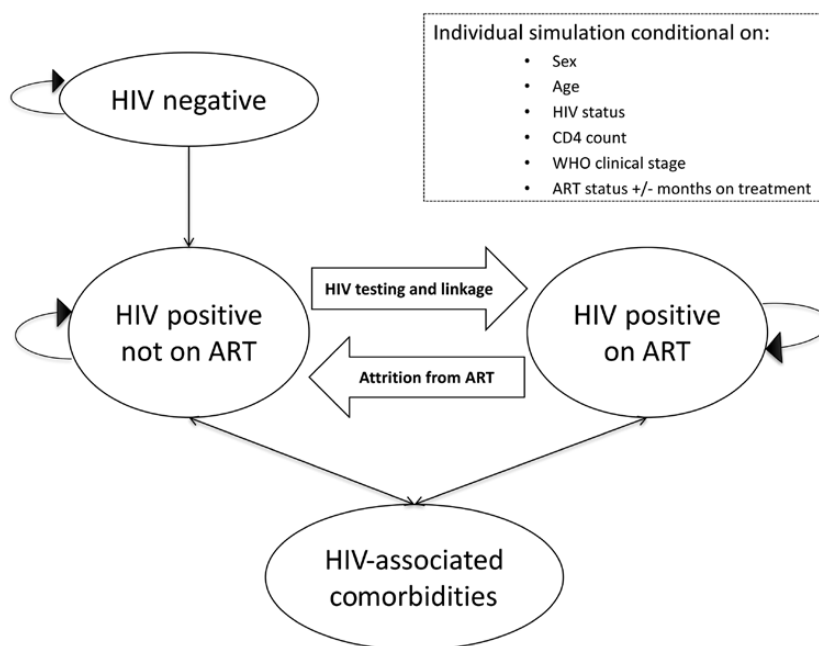 Individual simulation conditional on:
• Sex
• Age
• HIV status
• CD4 count
• WHO clinical stage
• ART status +/- months on treatment
HIV negative
HIV positive
not on ART
HIV testing and linkage
Attrition from ART
HIV positive
on ART
HIV-associated
comorbidities